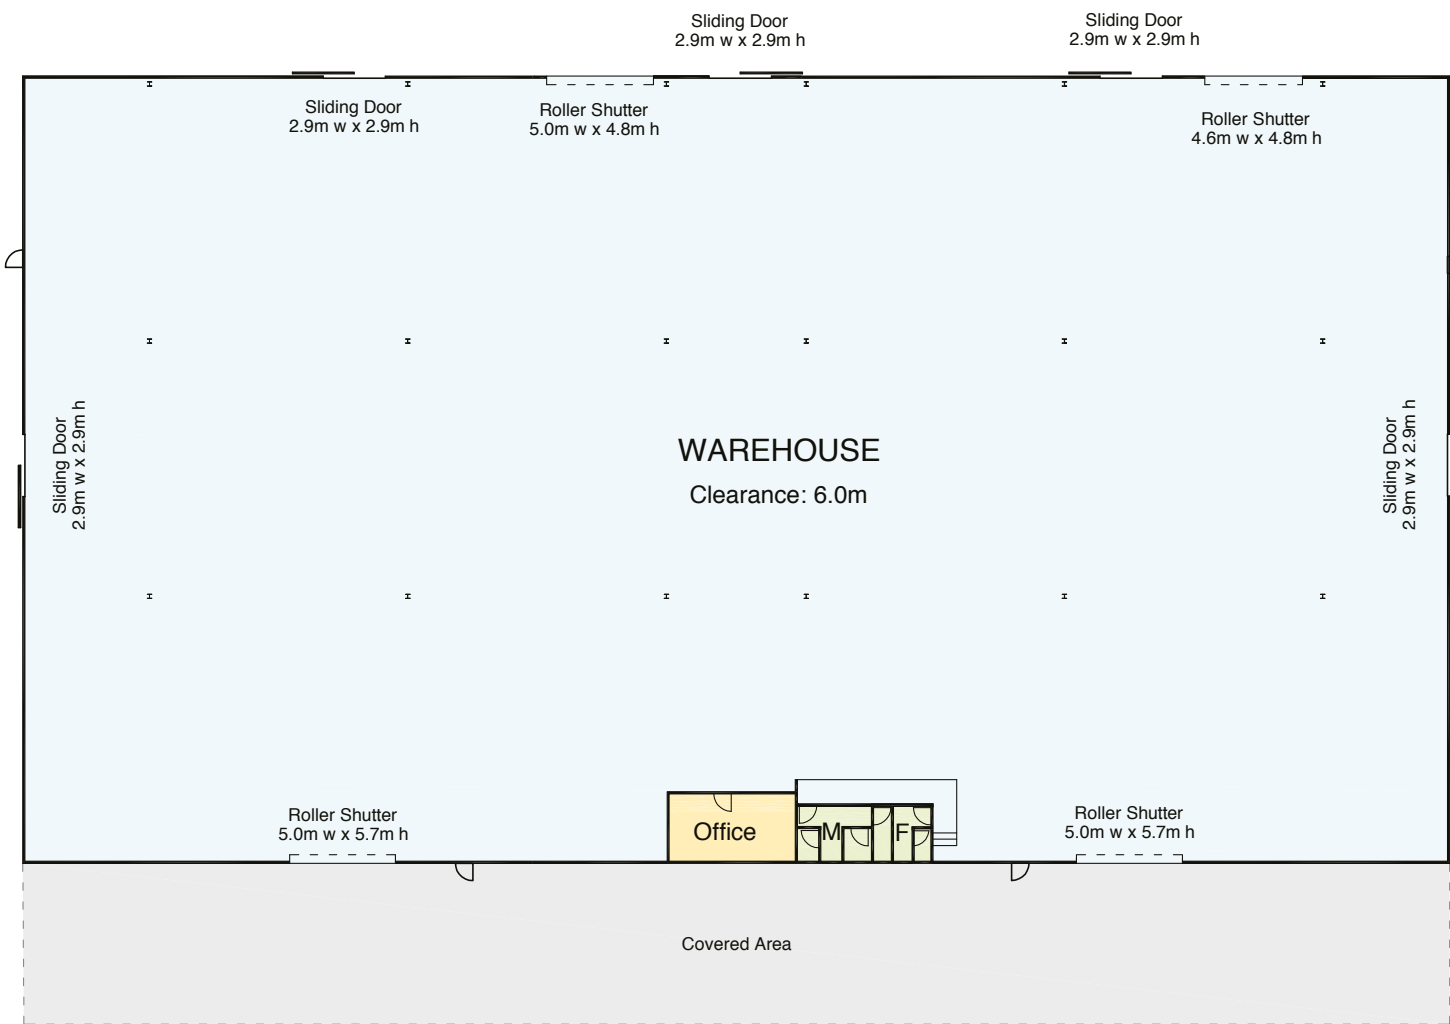 Sliding Door
2.9m w x 2.9m h
Sliding Door
2.9m w x 2.9m h
Sliding Door
2.9m w x 2.9m h
Roller Shutter
5.0m w x 4.8m h
Roller Shutter
4.6m w x 4.8m h
Sliding Door
2.9m w x 2.9m h
WAREHOUSE
Clearance: 6.0m
Sliding Door
2.9m w x 2.9m h
Roller Shutter
5.0m w x 5.7m h
Office
M
F
Roller Shutter
5.0m w x 5.7m h
Covered Area